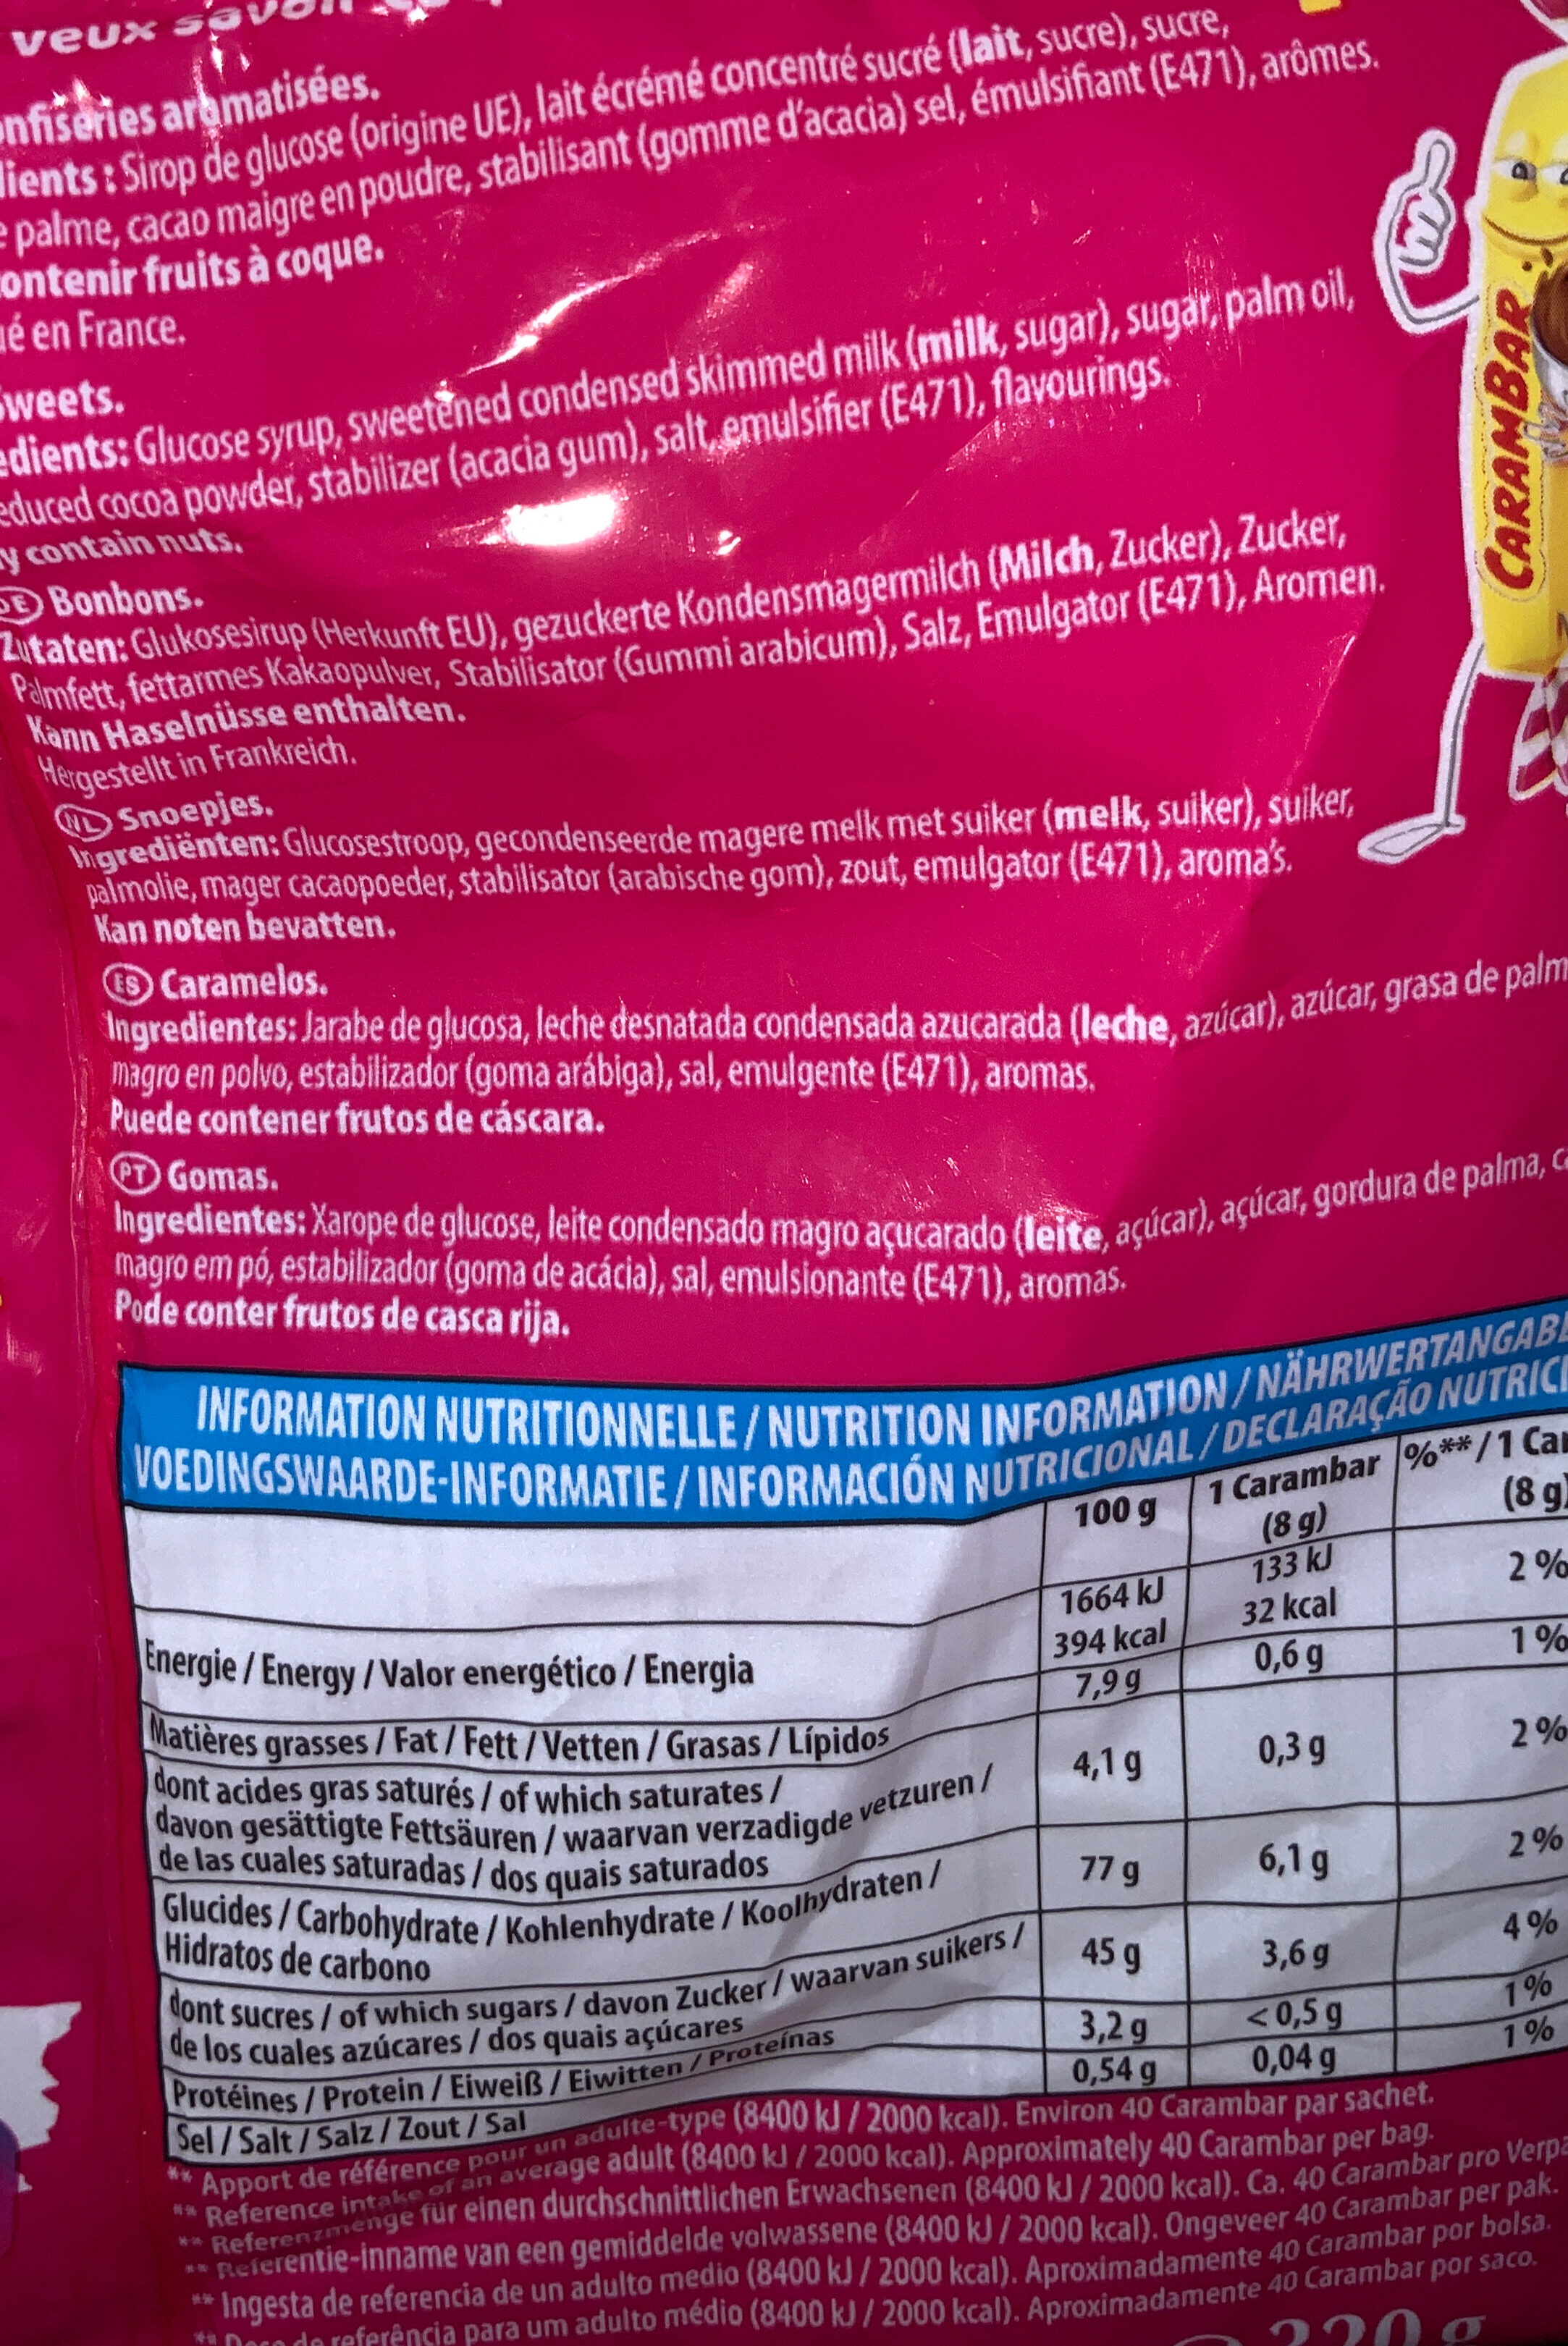 veux
nfiseries aromatisées.
dients : Sirop de glucose (origine UE), lait écrémé concentré sucré (lait, sucre), sucre,
e palme, cacao maigre en poudre, stabilisant (gomme d'acacia) sel, émulsifiant (E471), arômes.
contenir fruits à coque.
ué en France.
Sweets.
edients: Glucose syrup, sweetened condensed skimmed milk (milk, sugar), sugar, palm oil,
educed cocoa powder, stabilizer (acacia gum), salt, emulsifier (E471), flavourings.
y contain nuts.
DE Bonbons.
Zutaten: Glukosesirup (Herkunft EU), gezuckerte Kondensmagermilch (Milch, Zucker), Zucker,
Palmfett, fettarmes Kakaopulver, Stabilisator (Gummi arabicum), Salz, Emulgator (E471), Aromen.
Kann Haselnüsse enthalten.
Hergestellt in Frankreich.
NL Snoepjes.
Ingrediënten: Glucosestroop, gecondenseerde magere melk met suiker (melk, suiker), suiker,
palmolie, mager cacaopoeder, stabilisator (arabische gom), zout, emulgator (E471), aroma's.
Kan noten bevatten.
ES Caramelos.
Ingredientes: Jarabe de glucosa, leche desnatada condensada azucarada (leche, azúcar), azúcar, grasa de palm
magro en polvo, estabilizador (goma arábiga), sal, emulgente (E471), aromas.
Puede contener frutos de cáscara.
PT Gomas.
Ingredientes: Xarope de glucose, leite condensado magro açucarado (leite, açúcar), açúcar, gordura de palma, c
magro em pó, estabilizador (goma de acácia), sal, emulsionante (E471), aromas.
Pode conter frutos de casca rija.
CARAMBAR
INFORMATION NUTRITIONNELLE / NUTRITION INFORMATION / NÄHRWERTANGABE
VOEDINGSWAARDE-INFORMATIE / INFORMACIÓN NUTRICIONAL / DECLARAÇÃO NUTRICI
100 g 1 Carambar (8 g) %** / 1 Car (8 g)
Energie / Energy / Valor energético / Energia 1664 kJ 394 kcal 133 kJ 32 kcal 2 %
Matières grasses / Fat / Fett / Vetten / Grasas / Lípidos 7,9 g 0,6 g 1 %
dont acides gras saturés / of which saturates /
davon gesättigte Fettsäuren / waarvan verzadigde vetzuren /
de las cuales saturadas / dos quais saturados 4,1 g 0,3 g 2 %
Glucides / Carbohydrate / Kohlenhydrate / Koolhydraten /
Hidratos de carbono 77 g 6,1 g 2 %
dont sucres / of which sugars / davon Zucker / waarvan suikers /
de los cuales azúcares / dos quais açúcares 45 g 3,6 g 4 %
Protéines / Protein / Eiweiß / Eiwitten / Proteínas 3,2 g < 0,5 g 1 %
Sel / Salt / Salz / Zout / Sal 0,54 g 0,04 g 1 %
** Apport de référence pour un adulte-type (8400 kJ / 2000 kcal). Environ 40 Carambar par sachet.
** Reference intake of an average adult (8400 kJ / 2000 kcal). Approximately 40 Carambar per bag.
** Referenzmenge für einen durchschnittlichen Erwachsenen (8400 kJ / 2000 kcal). Ca. 40 Carambar pro Verp
** Referentie-inname van een gemiddelde volwassene (8400 kJ / 2000 kcal). Ongeveer 40 Carambar per pak.
** Ingesta de referencia de un adulto medio (8400 kJ / 2000 kcal). Aproximadamente 40 Carambar por bolsa.
de referência para um adulto médio (8400 kJ / 2000 kcal). Aproximadamente 40 Carambar por saco.